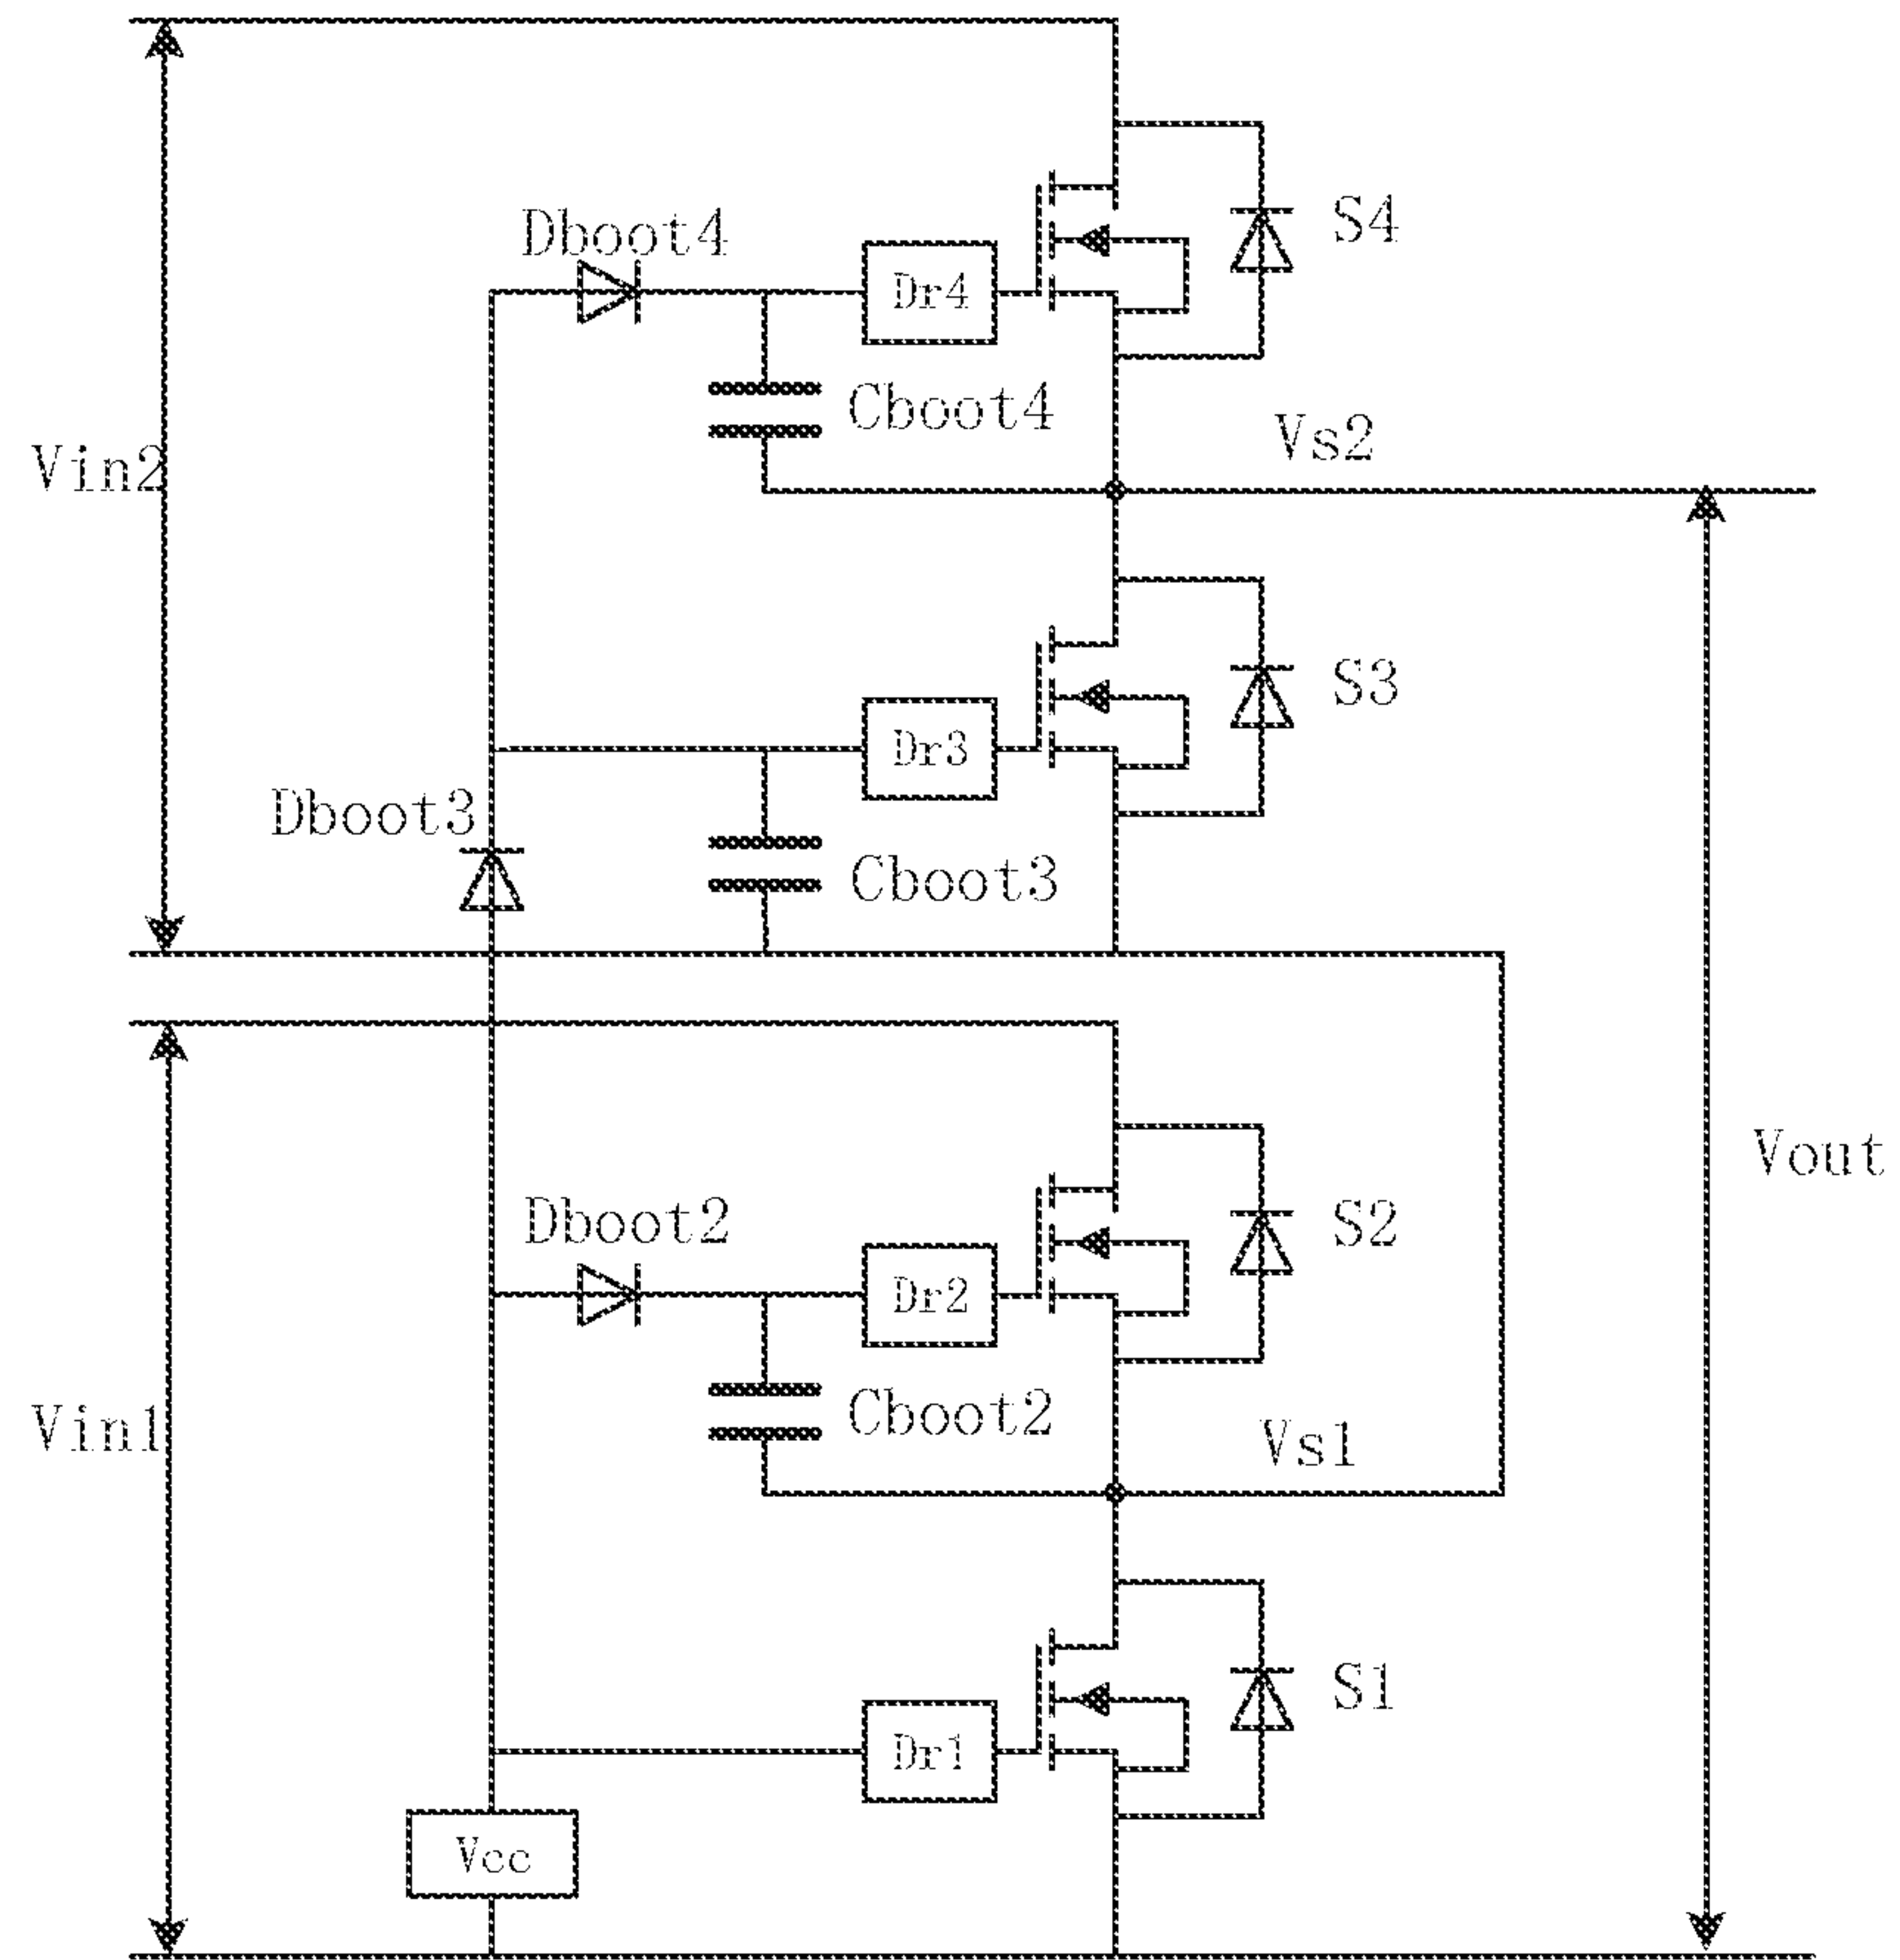 Dboot4
Dr4
S4
Cboot4
Vs2
Vin2
Dr3
S3
Dboot3
Cboot3
Vout
Dboot2
Dr2
S2
Cboot2
Vs1
Vin1
Dr1
S1
Vcc